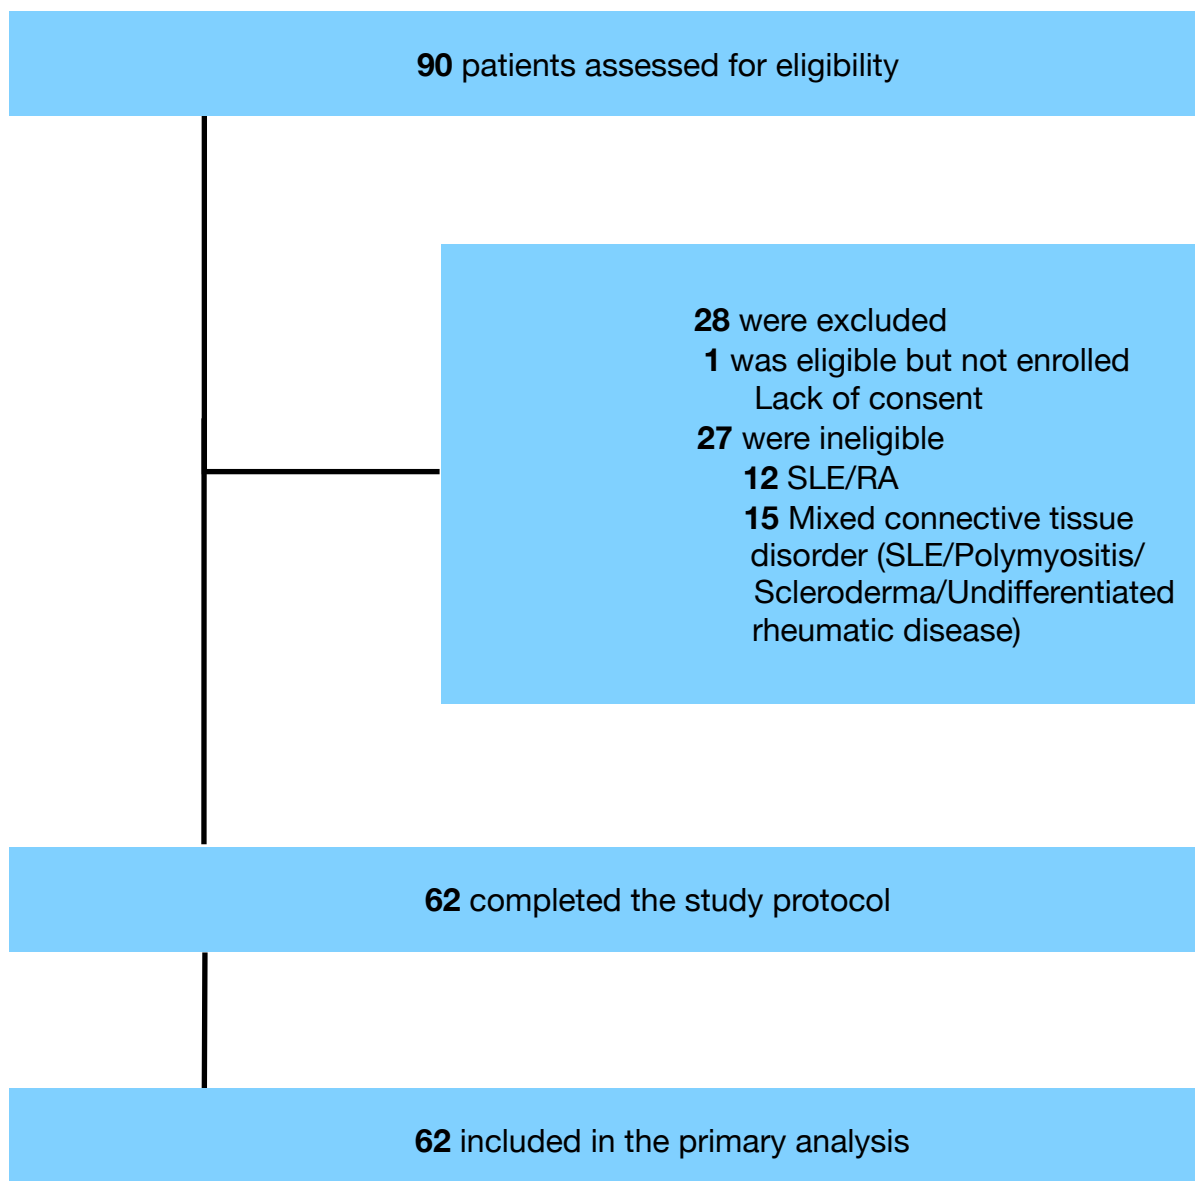 90 patients assessed for eligibility
28 were excluded
1 was eligible but not enrolled
Lack of consent
27 were ineligible
12 SLE/RA
15 Mixed connective tissue
disorder (SLE/Polymyositis/
Scleroderma/Undifferentiated
rheumatic disease)
62 completed the study protocol
62 included in the primary analysis